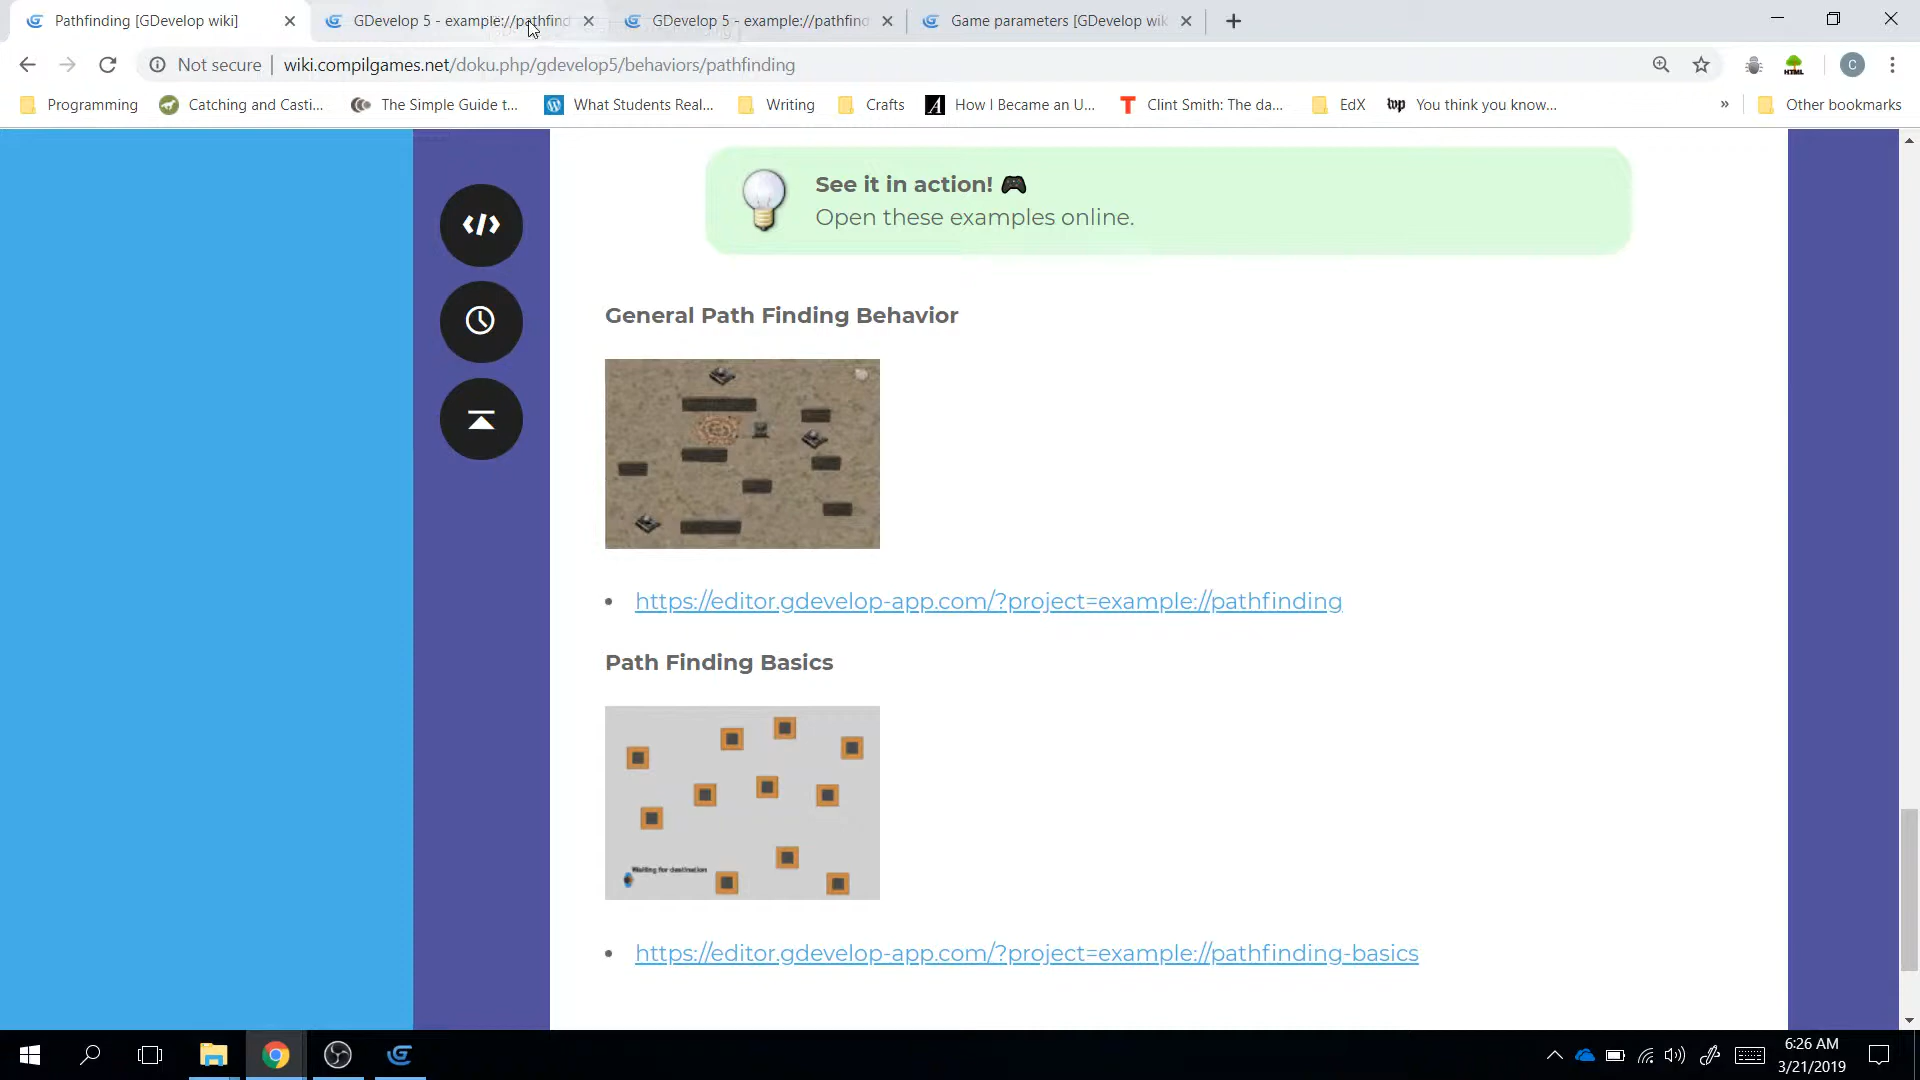 Pathfinding [GDevelop wiki]
GDevelop 5 - example://pathfind
GDevelop 5 - example://pathfind
Game parameters [GDevelop wik
Not secure
wiki.compilgames.net/doku.php/gdevelop5/behaviors/pathfinding
HTML
C
Programming
Catching and Casti...
The Simple Guide t...
What Students Real...
Writing
Crafts
How I Became an U...
Clint Smith: The da...
EdX
You think you know...
»
Other bookmarks
See it in action!
Open these examples online.
General Path Finding Behavior
• https://editor.gdevelop-app.com/?project=example://pathfinding
Path Finding Basics
Waiting for destination
• https://editor.gdevelop-app.com/?project=example://pathfinding-basics
6:26 AM
3/21/2019